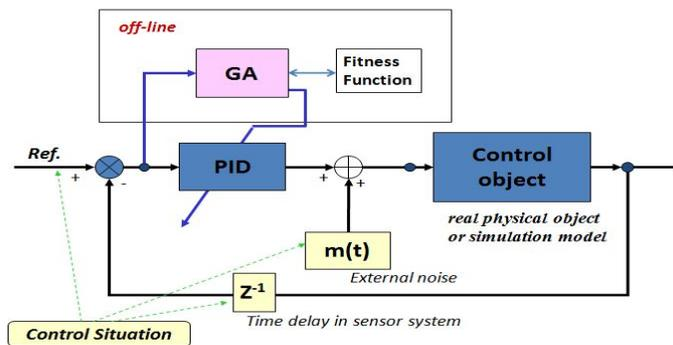 off-line
GA
Fitness
Function
Ref.
+
-
PID
+
+
Control
object
real physical object
or simulation model
m(t)
External noise
Z-1
Time delay in sensor system
Control Situation